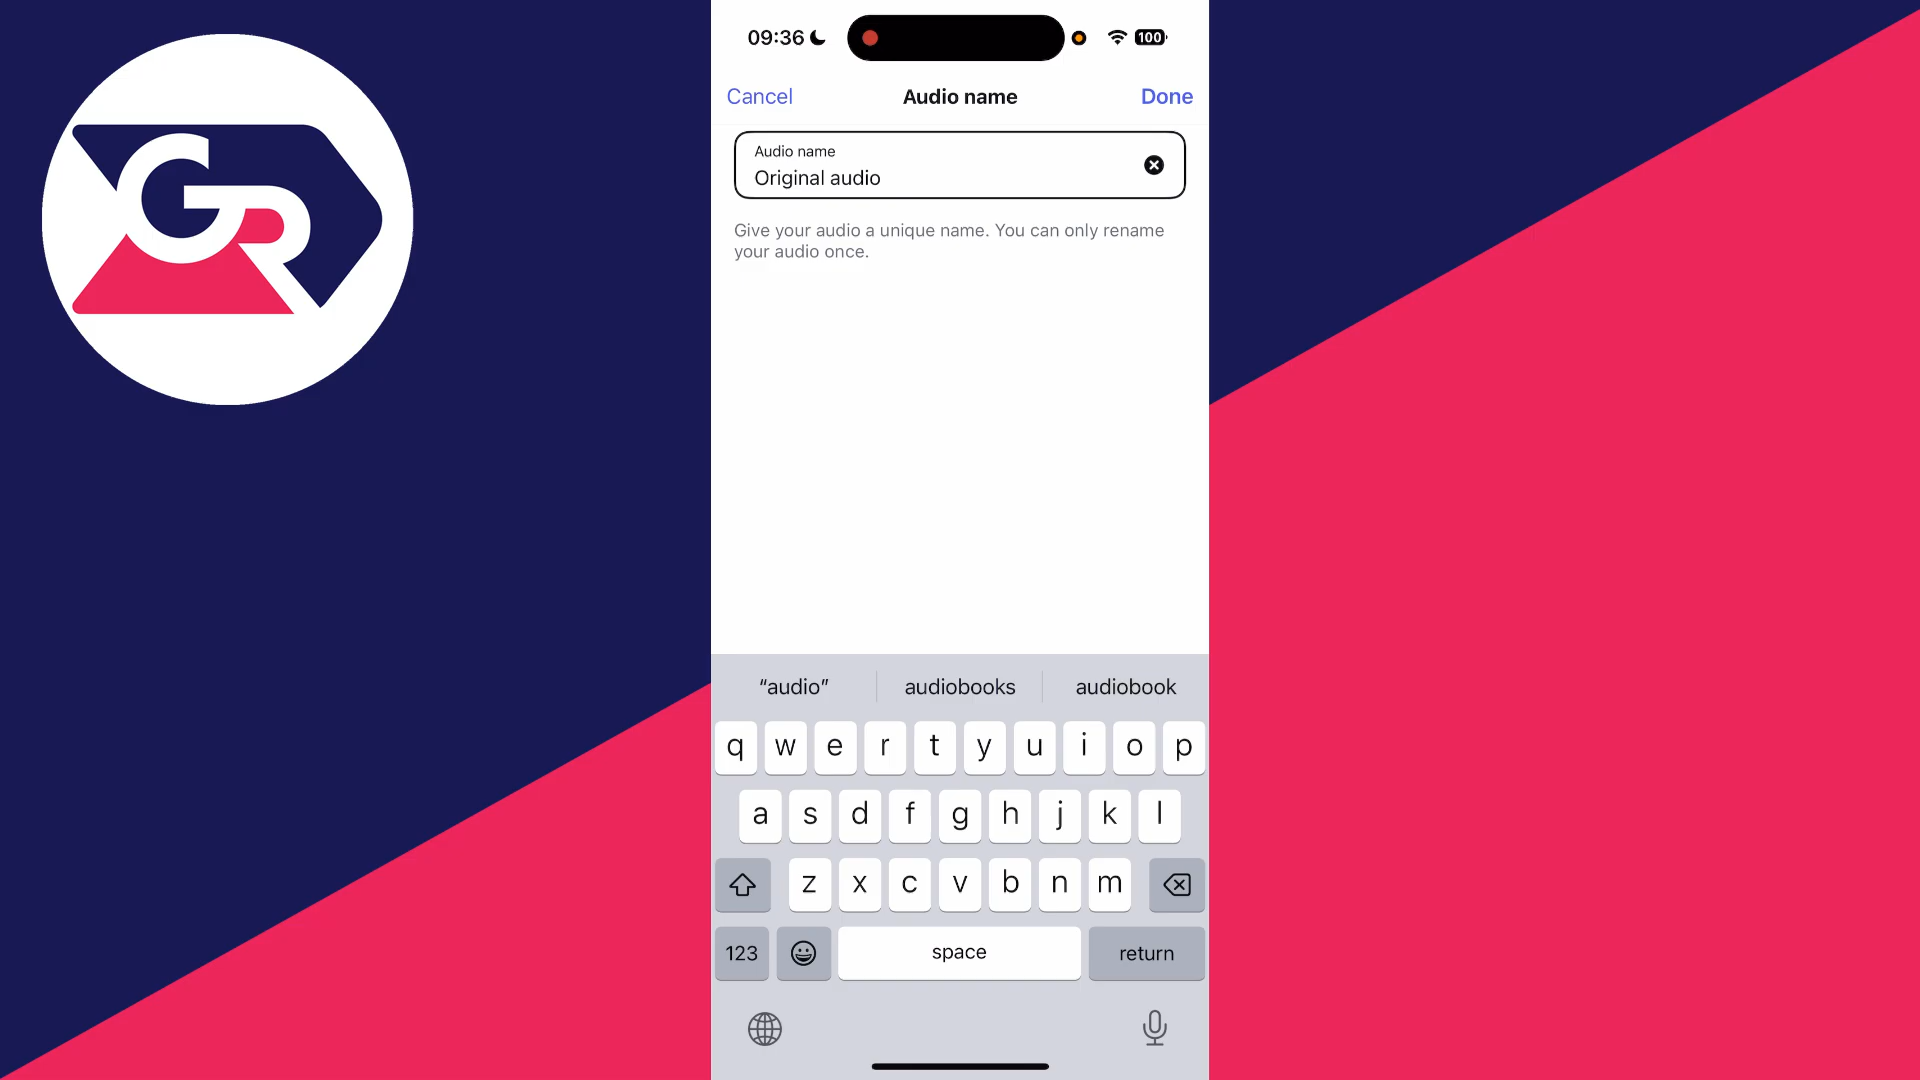 GR
09:36
100
Cancel
Audio name
Done
Audio name
Original audio
Give your audio a unique name. You can only rename
your audio once.
“audio”
audiobooks
audiobook
q w e r t y u i o p
a s d f g h j k l
z x c v b n m
123
space
return